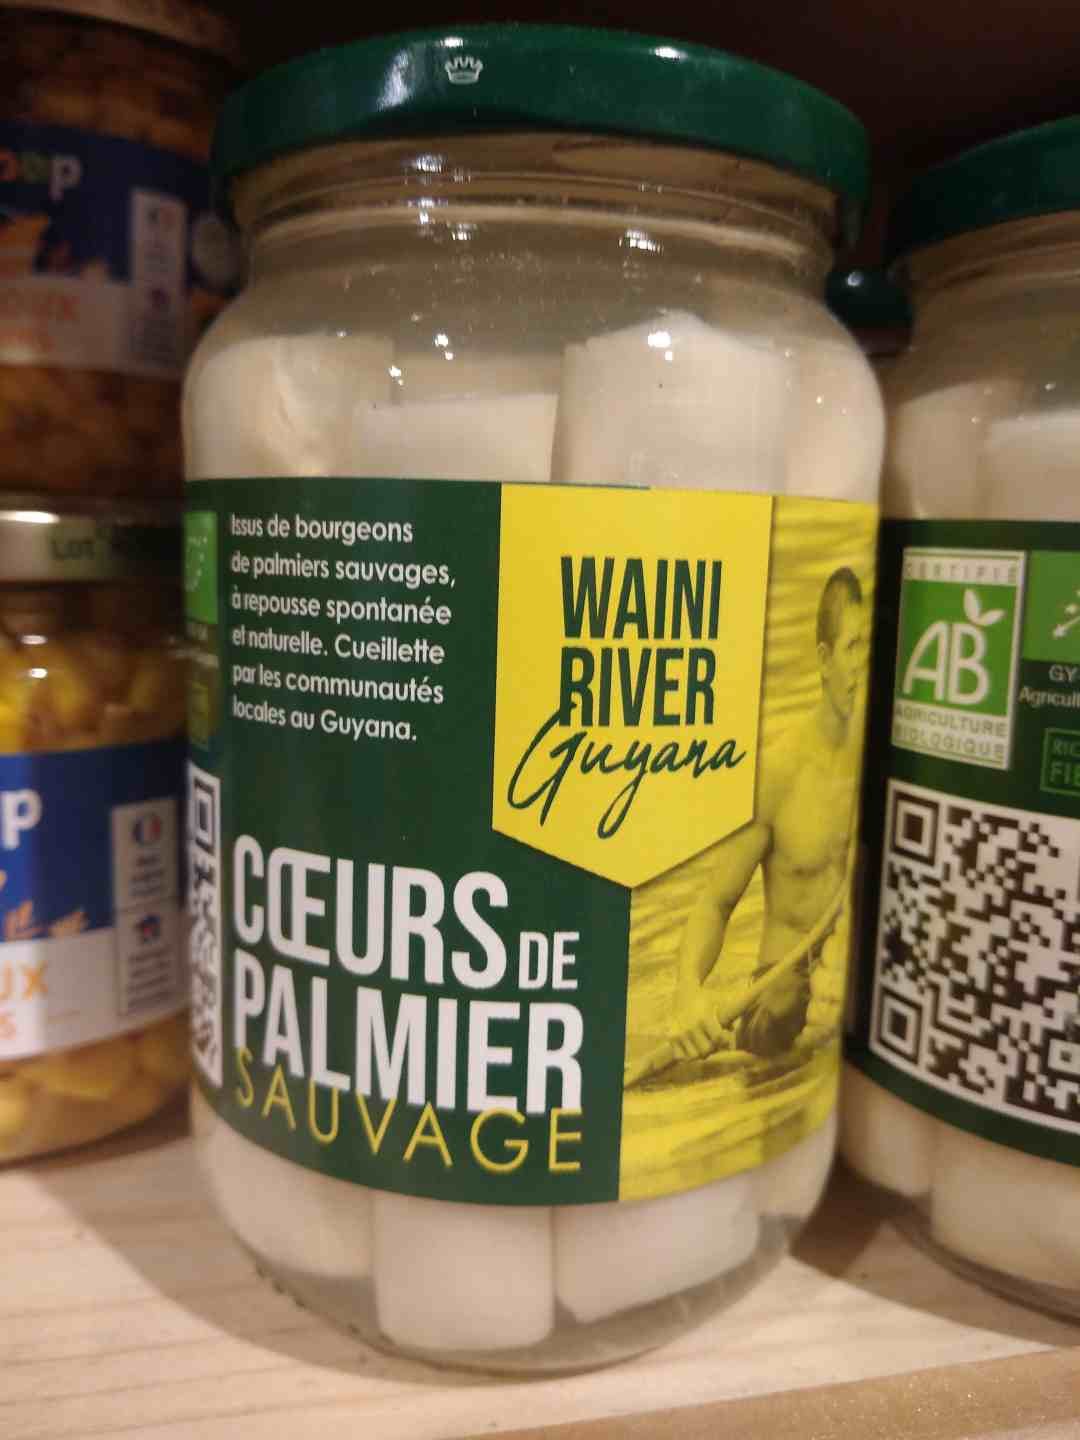 Issus de bourgeons
de palmiers sauvages,
à repousse spontanée
et naturelle. Cueillette
par les communautés
locales au Guyana.
WAINI
RIVER
Guyana
CŒURS DE
PALMIER
SAUVAGE
CERTIFIÉ
AB
AGRICULTURE
BIOLOGIQUE
Lot